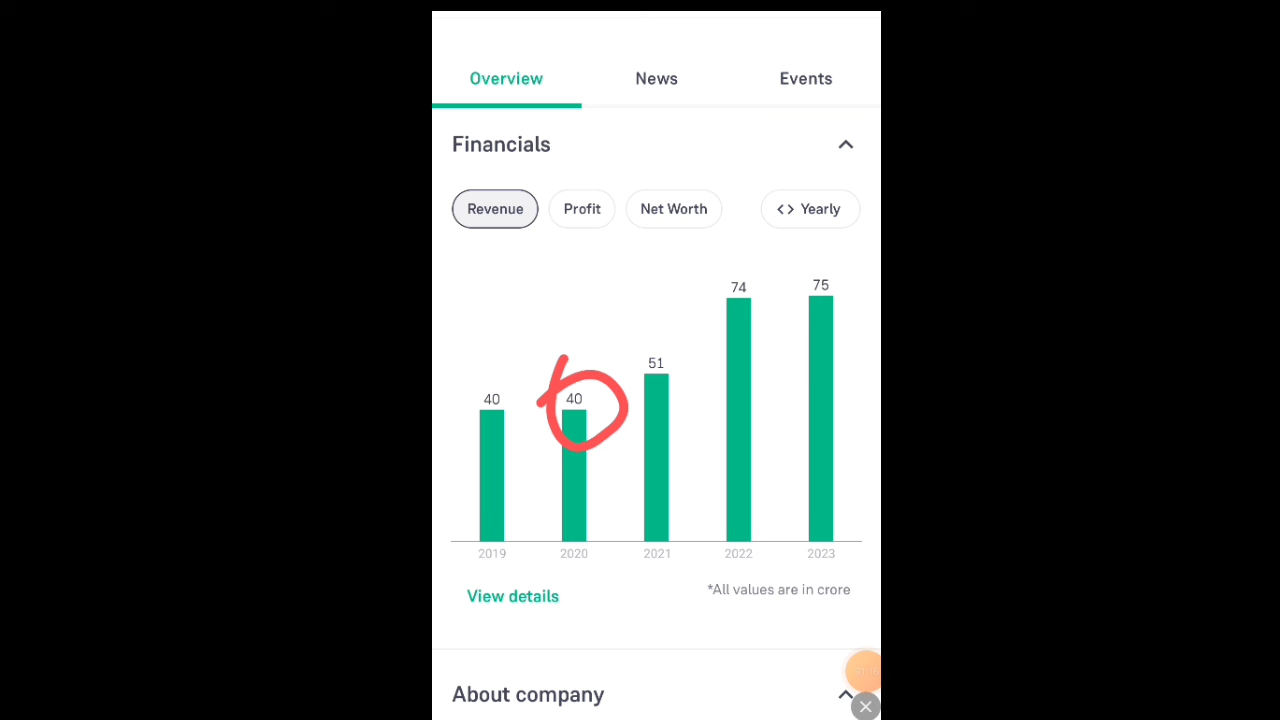 Overview News Events
Financials
Revenue Profit Net Worth <> Yearly
74 75
51
40 40
2019 2020 2021 2022 2023
View details *All values are in crore
About company